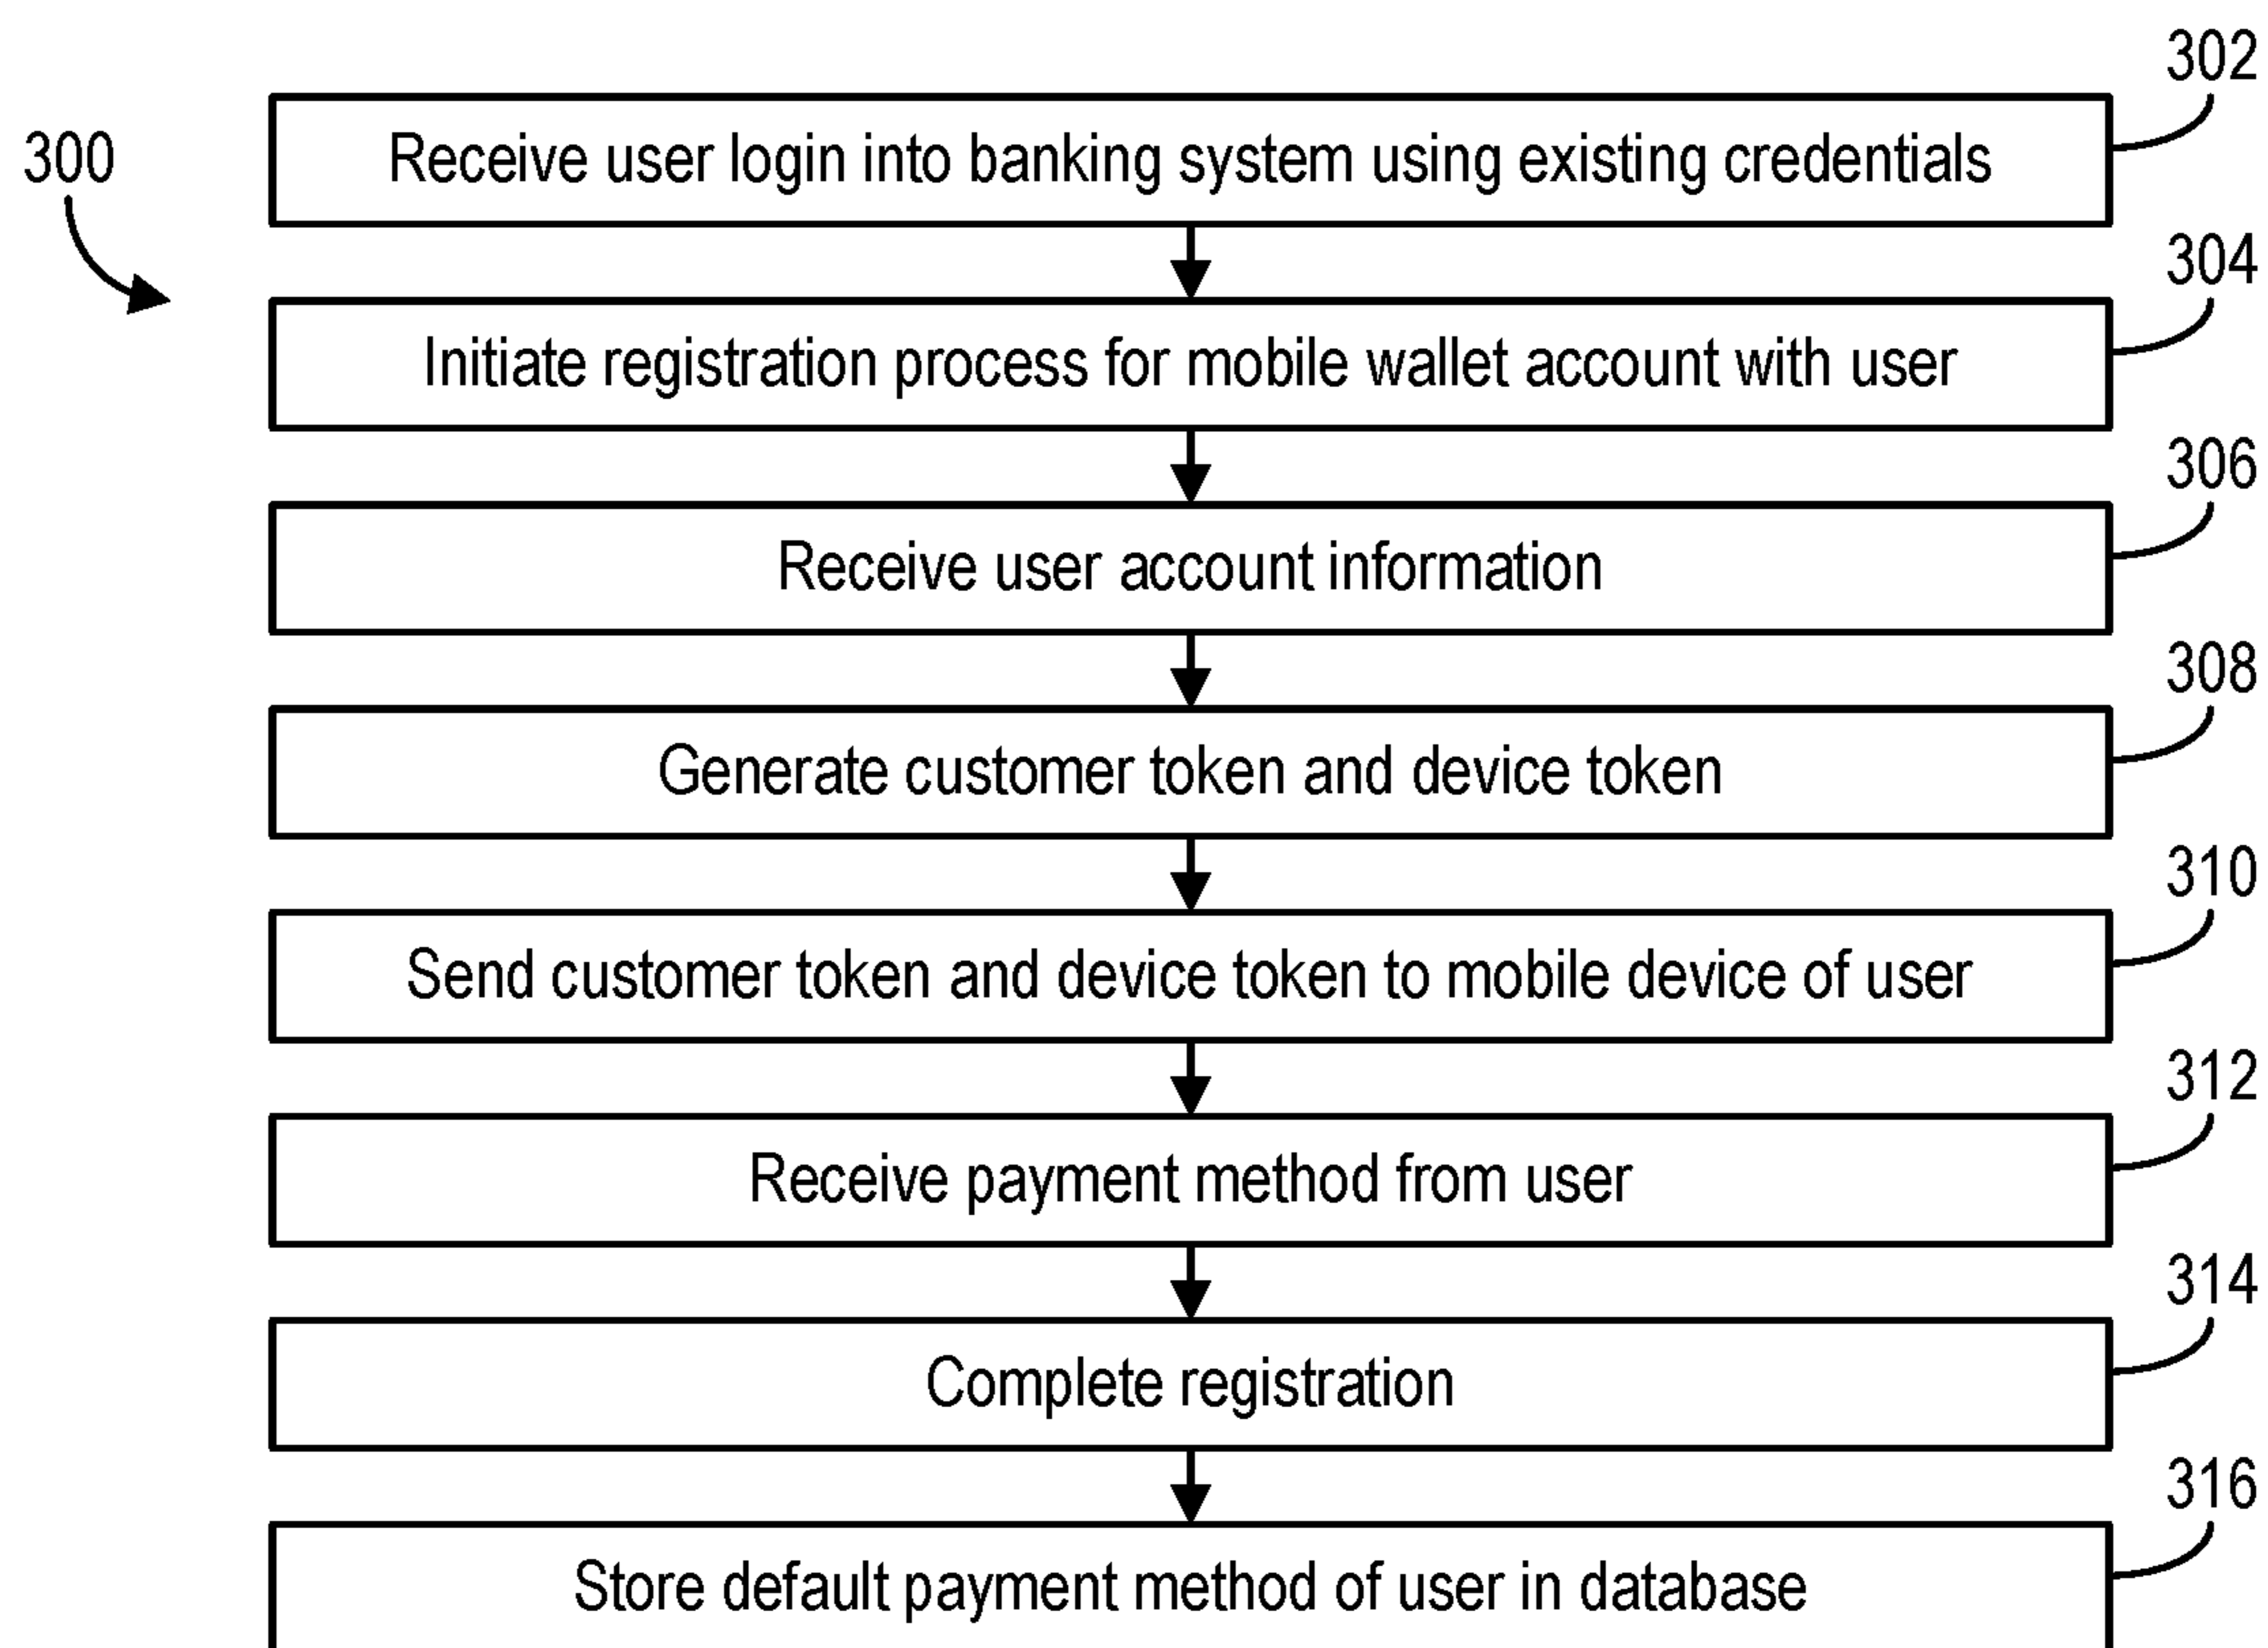 302
300
Receive user login into banking system using existing credentials
304
Initiate registration process for mobile wallet account with user
306
Receive user account information
308
Generate customer token and device token
310
Send customer token and device token to mobile device of user
312
Receive payment method from user
314
Complete registration
316
Store default payment method of user in database